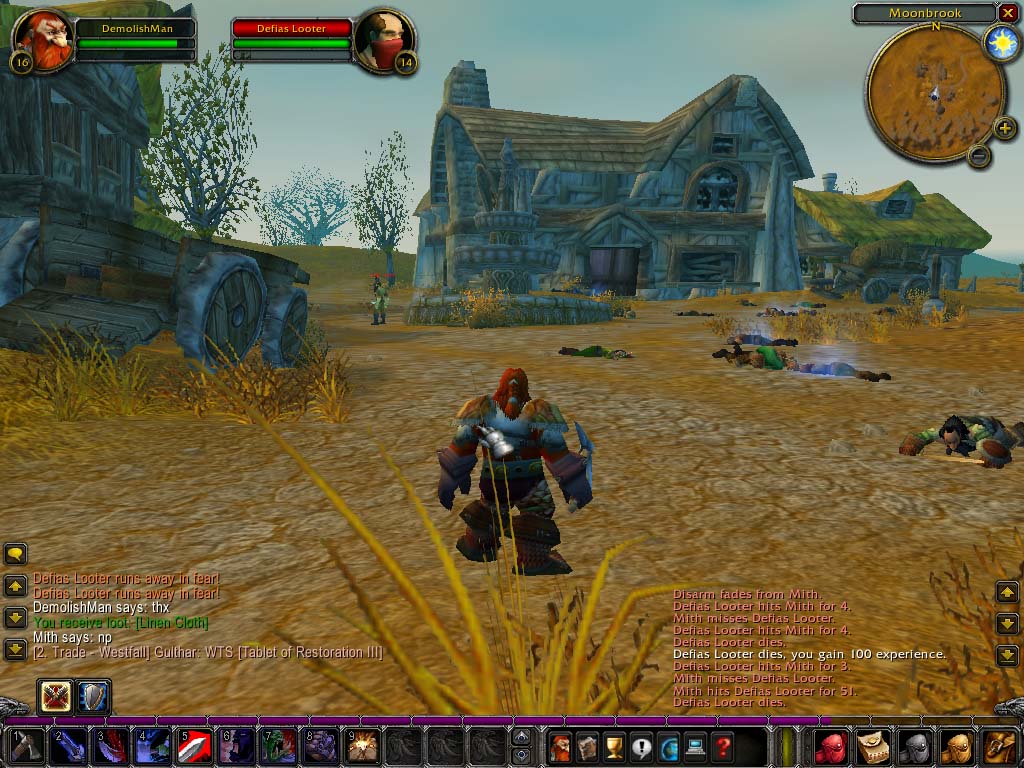 DemolishMan
16
Defias Looter
14
Moonbrook
N
Defias Looter runs away in fear!
Defias Looter runs away in fear!
DemolishMan says: thx
You receive loot: [Linen Cloth]
Mith says: np
[2. Trade - Westfall] Gulthar: WTS [Tablet of Restoration III]
Disarm fades from Mith.
Defias Looter hits Mith for 4.
Mith misses Defias Looter.
Defias Looter hits Mith for 4.
Defias Looter dies.
Defias Looter dies, you gain 100 experience.
Defias Looter hits Mith for 3.
Mith misses Defias Looter.
Mith hits Defias Looter for 51.
Defias Looter dies.
1 2 3 4 5 6 7 8 9